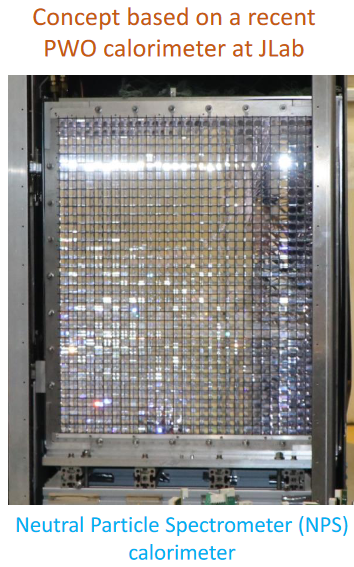 Concept based on a recent
PWO calorimeter at JLab
Neutral Particle Spectrometer (NPS)
calorimeter